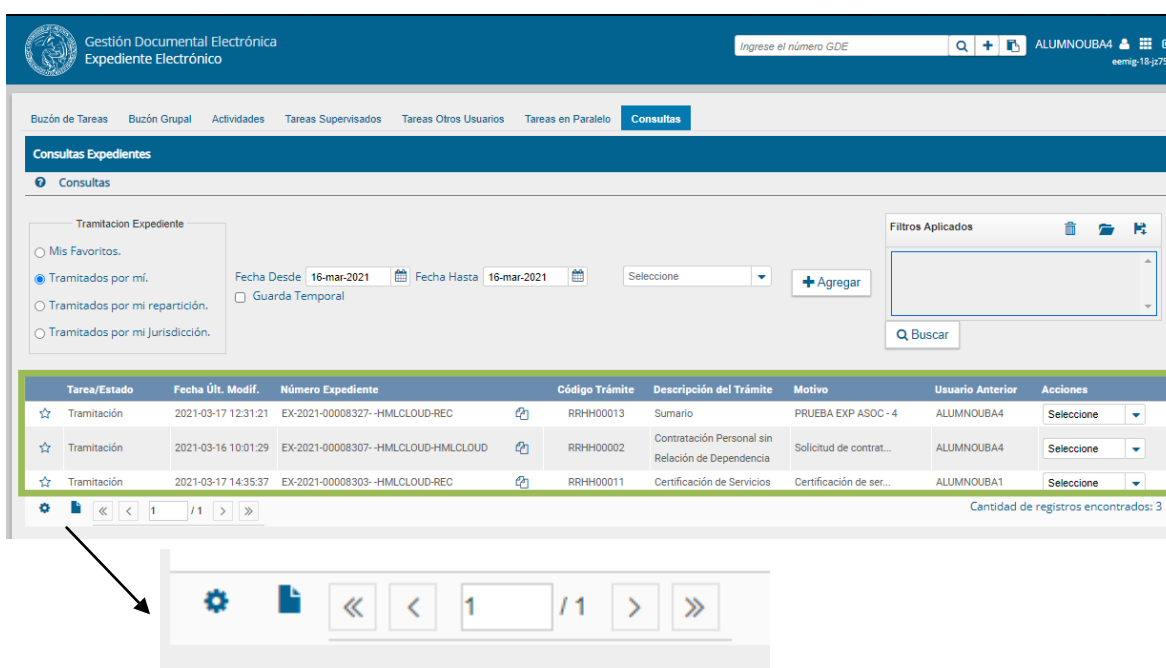 Gestión Documental Electrónica
Expediente Electrónico
Ingrese el número GDE
ALUMNOUBA4
eemig-18-jz75
Buzón de Tareas Buzón Grupal Actividades Tareas Supervisados Tareas Otros Usuarios Tareas en Paralelo Consultas
Consultas Expedientes
Consultas
Tramitacion Expediente
Mis Favoritos.
Tramitados por mí.
Tramitados por mi repartición.
Tramitados por mi Jurisdicción.
Fecha Desde 16-mar-2021 Fecha Hasta 16-mar-2021 Seleccione Agregar
Guarda Temporal
Filtros Aplicados
Buscar
Tarea/Estado Fecha Últ. Modif. Número Expediente Código Trámite Descripción del Trámite Motivo Usuario Anterior Acciones
Tramitación 2021-03-17 12:31:21 EX-2021-00008327- -HMLCLOUD-REC RRHH00013 Sumario PRUEBA EXP ASOC - 4 ALUMNOUBA4 Seleccione
Tramitación 2021-03-16 10:01:29 EX-2021-00008307- -HMLCLOUD-HMLCLOUD RRHH00002 Contratación Personal sin Relación de Dependencia Solicitud de contrat... ALUMNOUBA4 Seleccione
Tramitación 2021-03-17 14:35:37 EX-2021-00008303- -HMLCLOUD-REC RRHH00011 Certificación de Servicios Certificación de ser... ALUMNOUBA1 Seleccione
1 / 1
Cantidad de registros encontrados: 3
1 / 1